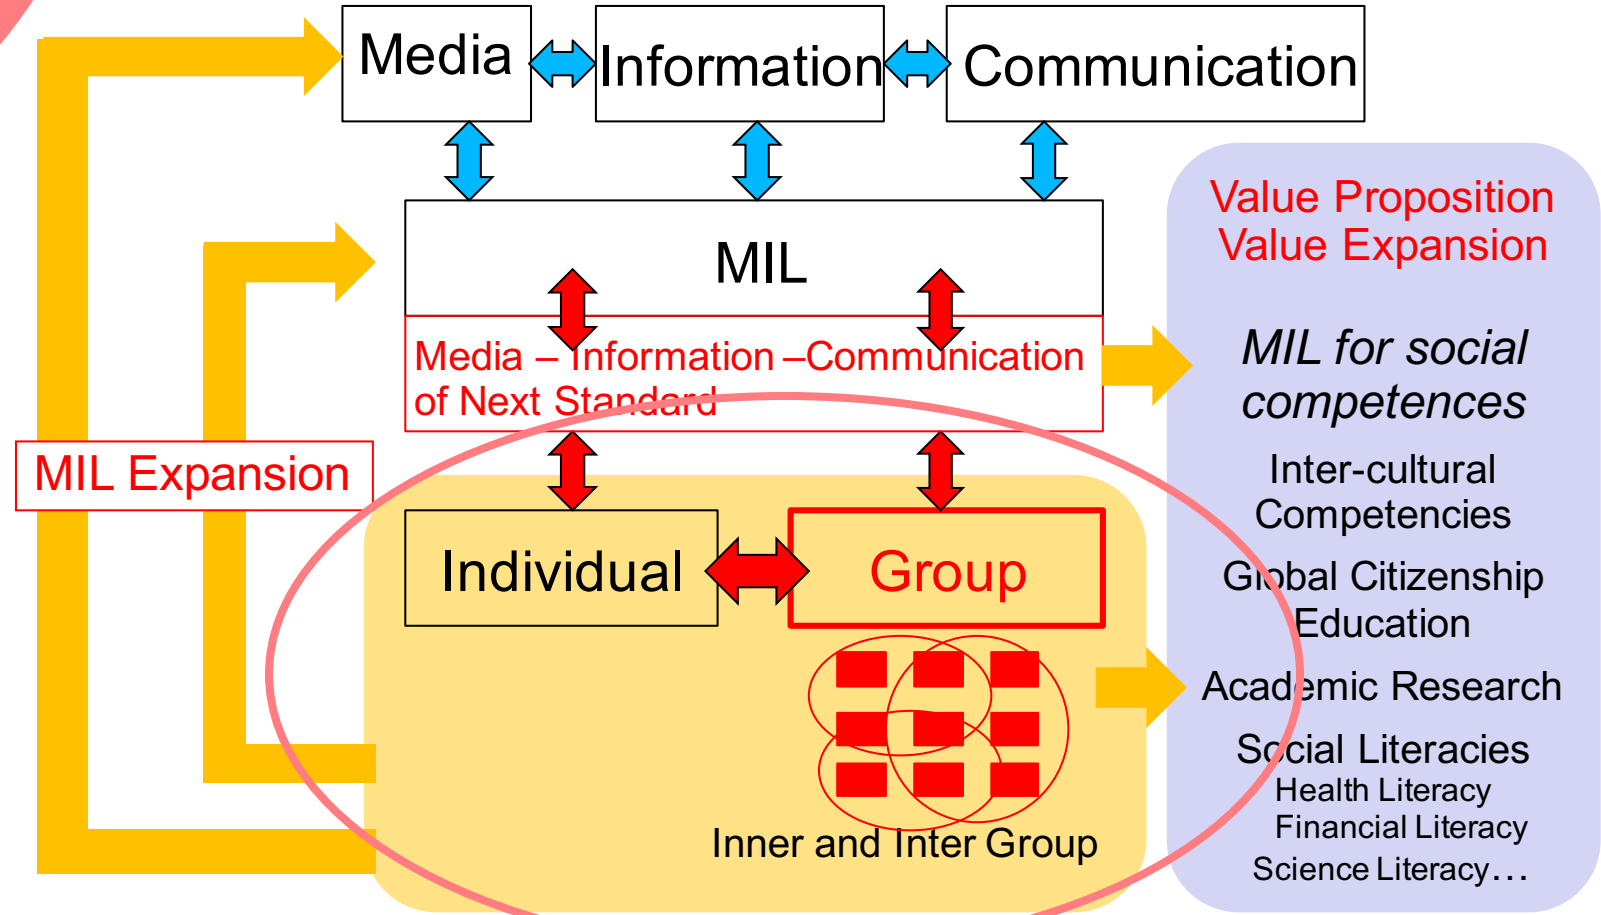 Media
Information
Communication
MIL
Media – Information –Communication
of Next Standard
MIL Expansion
Individual
Group
Inner and Inter Group
Value Proposition
Value Expansion
MIL for social
competences
Inter-cultural
Competencies
Global Citizenship
Education
Academic Research
Social Literacies
Health Literacy
Financial Literacy
Science Literacy…